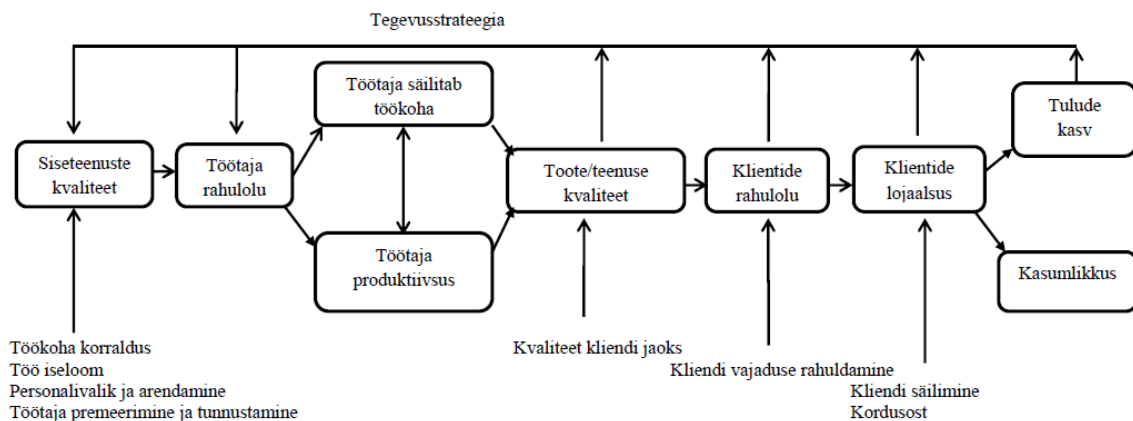 Tegevusstrateegia
Töötaja säilitab
töökoha
Tulude
kasv
Siseteenuste
kvaliteet
Töötaja
rahulolu
Toote/teenuse
kvaliteet
Klientide
rahulolu
Klientide
lojaalsus
Töötaja
produktiivsus
Kasumlikkus
Töökoha korraldus
Töö iseloom
Personalivalik ja arendamine
Töötaja premeerimine ja tunnustamine
Kvaliteet kliendi jaoks
Kliendi vajaduse rahuldamine
Kliendi säilimine
Kordusost